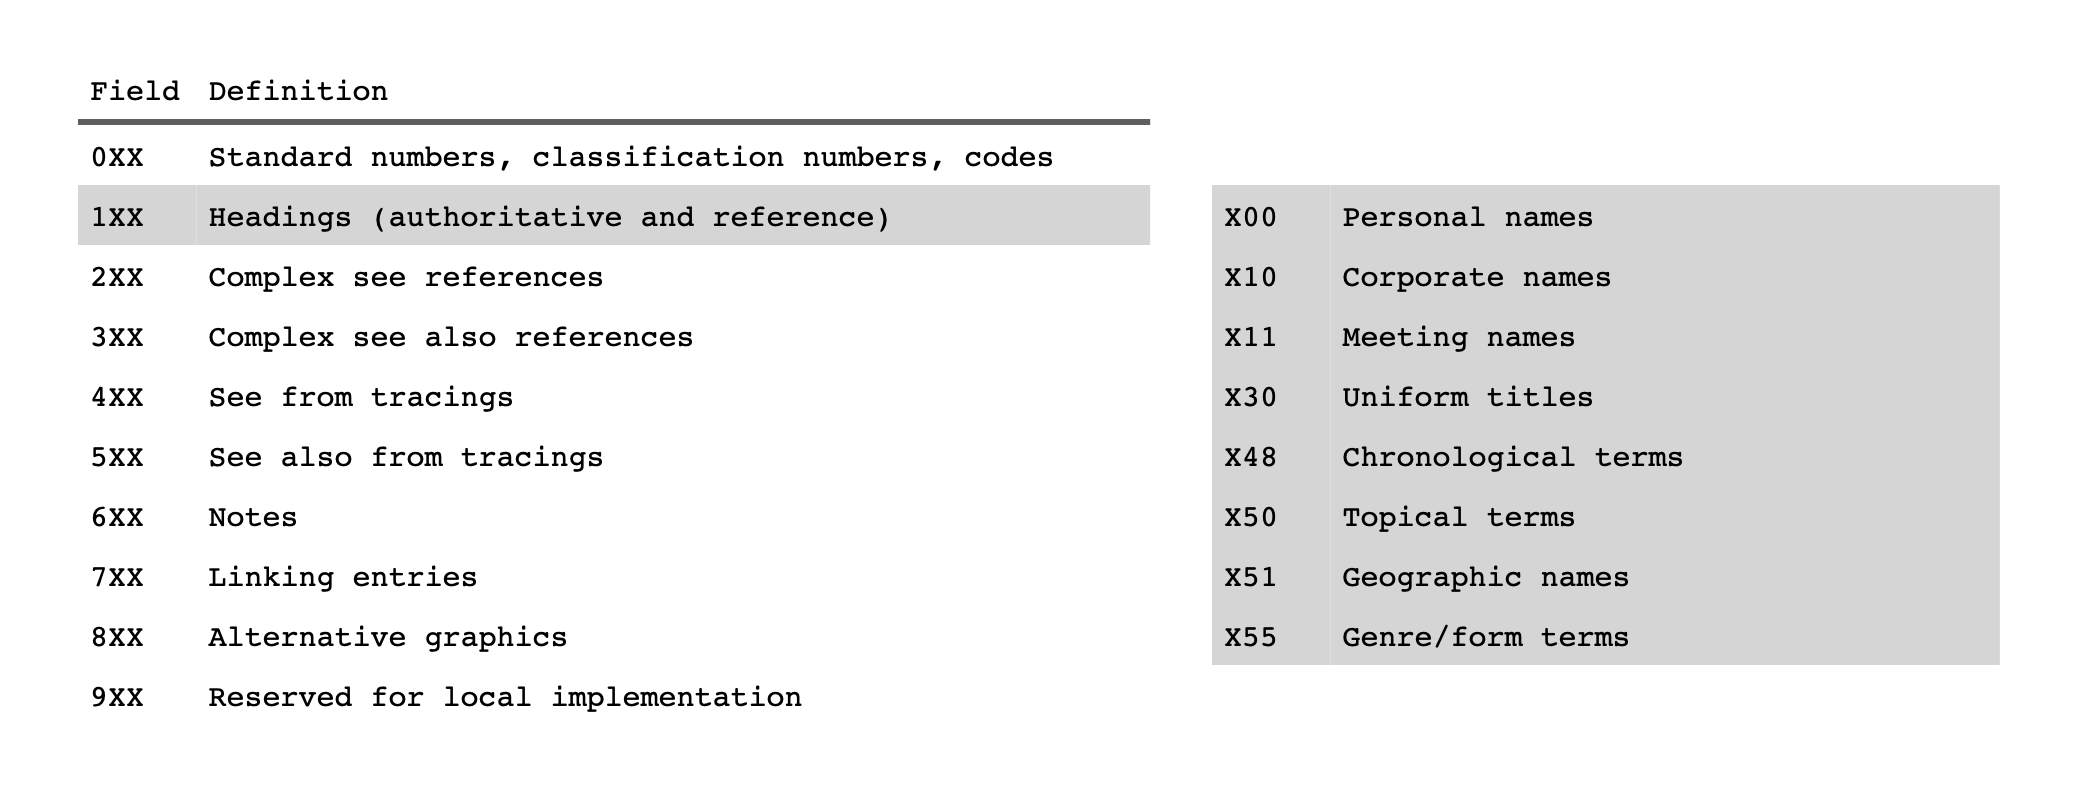 Field Definition
0XX Standard numbers, classification numbers, codes
1XX Headings (authoritative and reference)
2XX Complex see references
3XX Complex see also references
4XX See from tracings
5XX See also from tracings
6XX Notes
7XX Linking entries
8XX Alternative graphics
9XX Reserved for local implementation
X00 Personal names
X10 Corporate names
X11 Meeting names
X30 Uniform titles
X48 Chronological terms
X50 Topical terms
X51 Geographic names
X55 Genre/form terms